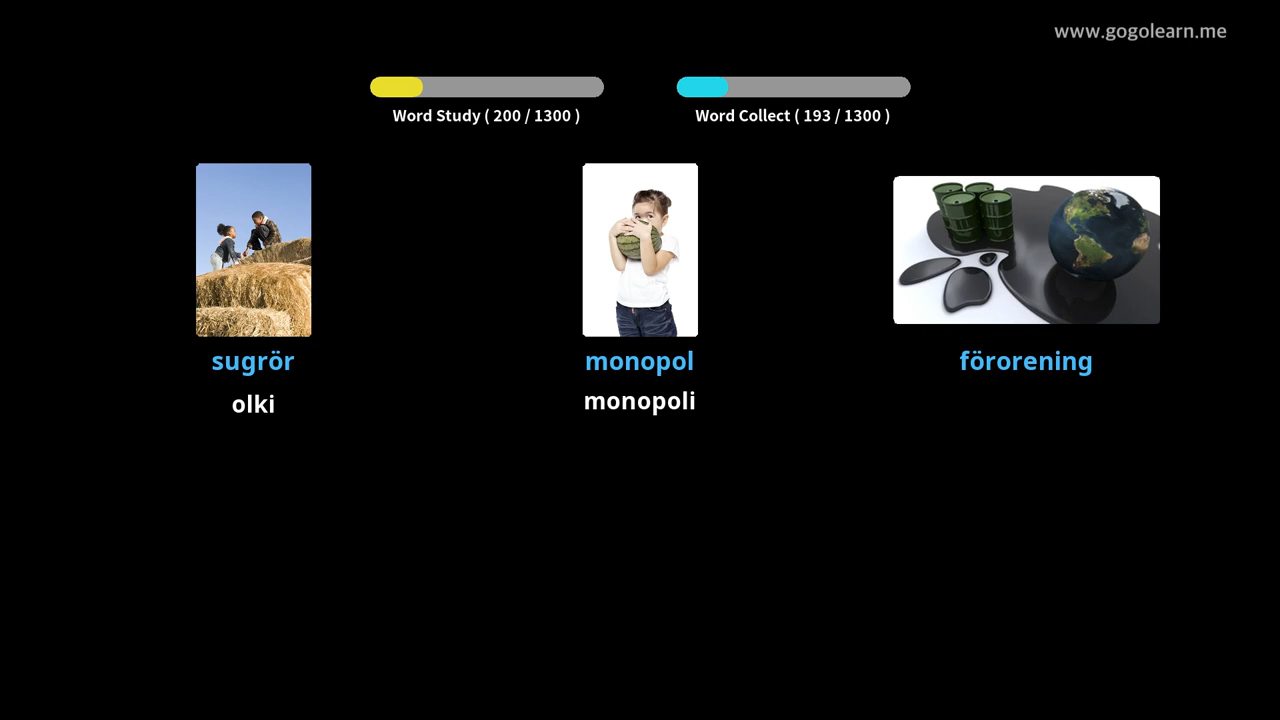 www.gogolearn.me
Word Study ( 200 / 1300 )
Word Collect ( 193 / 1300 )
sugrör
monopol
förorening
olki
monopoli